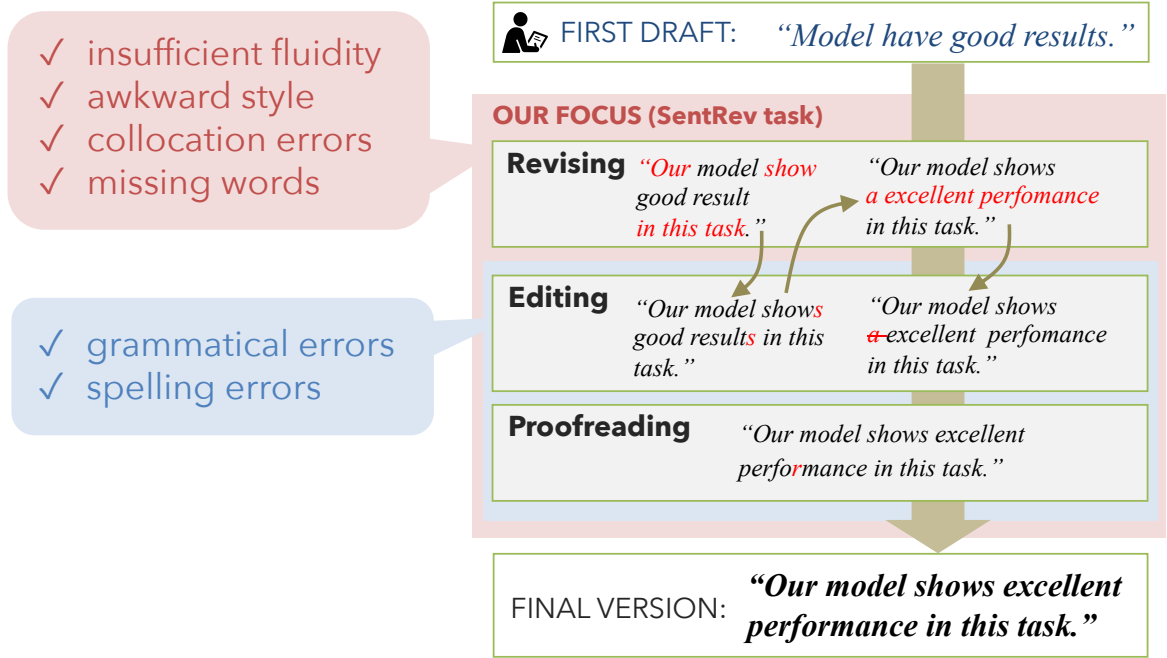 ✓ insufficient fluidity
✓ awkward style
✓ collocation errors
✓ missing words
✓ grammatical errors
✓ spelling errors
FIRST DRAFT: “Model have good results.”
OUR FOCUS (SentRev task)
Revising
“Our model show
good result
in this task.”
“Our model shows
a excellent perfomance
in this task.”
Editing
“Our model shows
good results in this
task.”
“Our model shows
a excellent perfomance
in this task.”
Proofreading
“Our model shows excellent
performance in this task.”
FINAL VERSION:
“Our model shows excellent
performance in this task.”